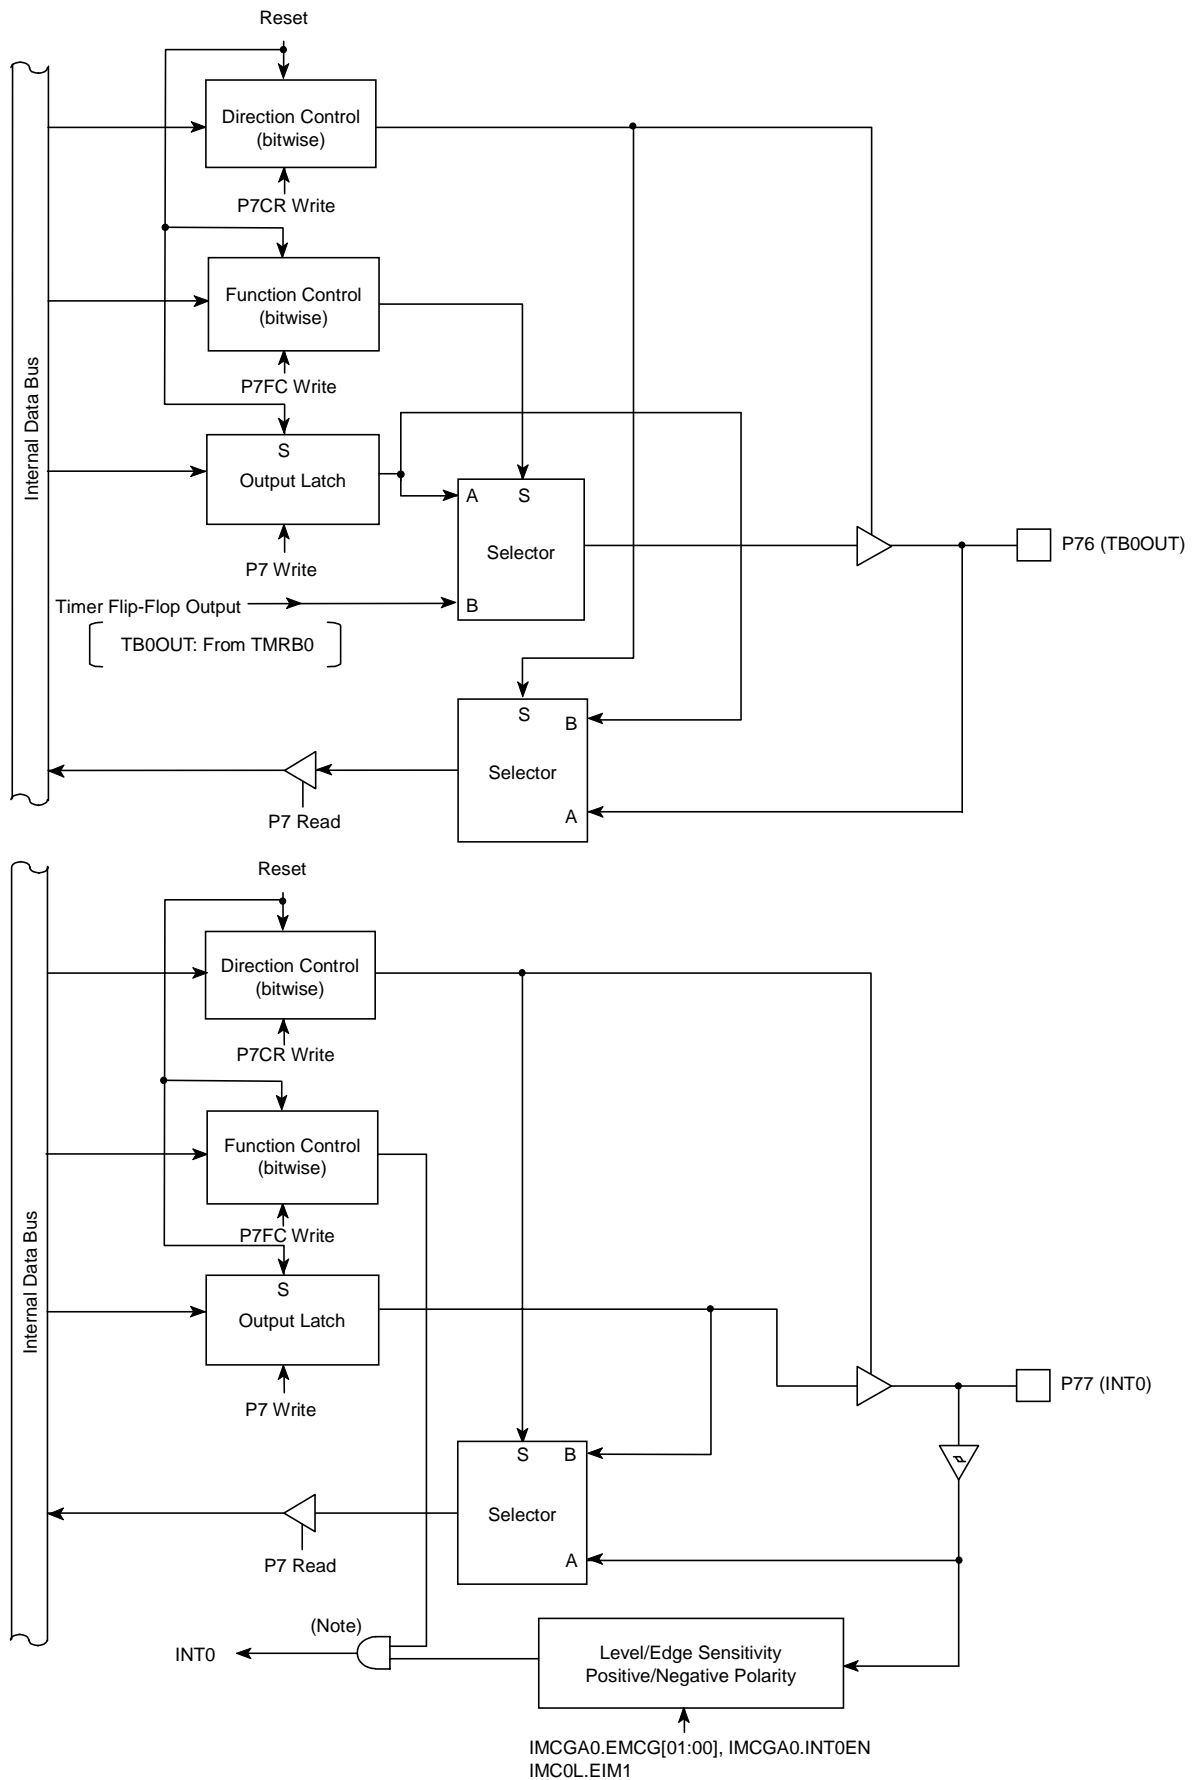 Reset
Direction Control
(bitwise)
P7CR Write
Function Control
(bitwise)
P7FC Write
Internal Data Bus
S
Output Latch
A
S
Selector
P76 (TB0OUT)
P7 Write
Timer Flip-Flop Output
B
TB0OUT: From TMRB0
S
B
Selector
A
P7 Read
Reset
Direction Control
(bitwise)
P7CR Write
Function Control
(bitwise)
P7FC Write
Internal Data Bus
S
Output Latch
P77 (INT0)
P7 Write
S
B
Selector
A
P7 Read
(Note)
INT0
Level/Edge Sensitivity
Positive/Negative Polarity
IMCGA0.EMCG[01:00], IMCGA0.INT0EN
IMC0L.EIM1